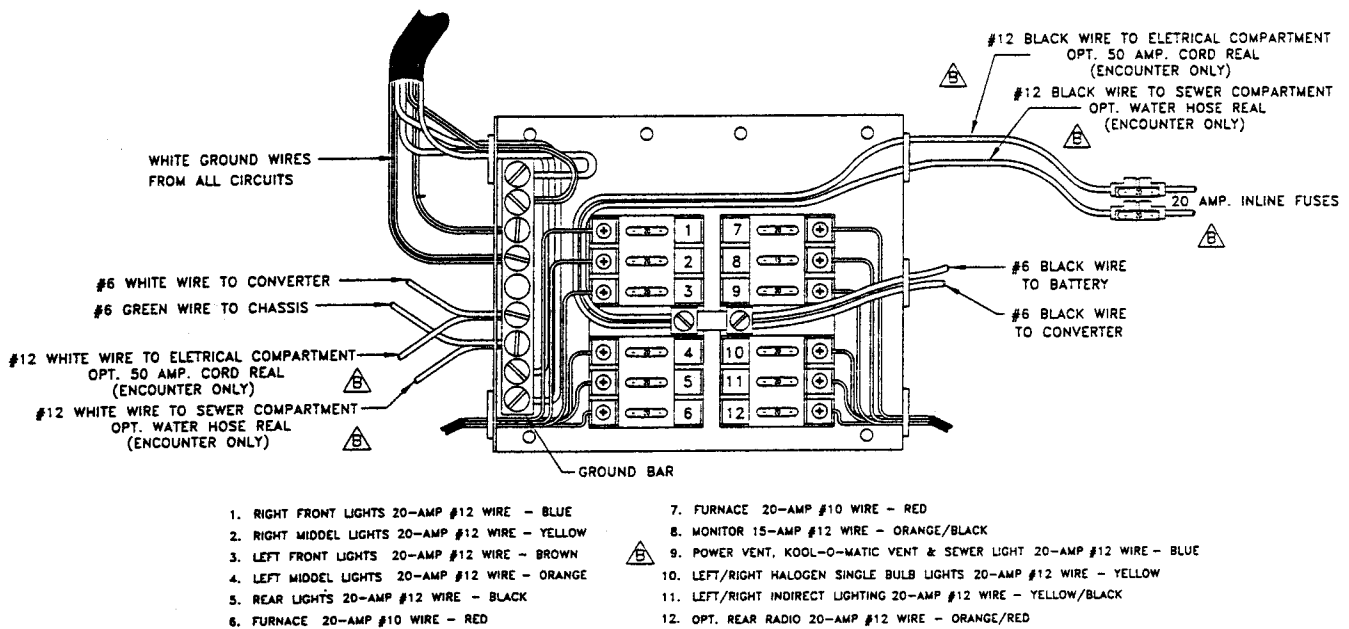 #12 BLACK WIRE TO ELETRICAL COMPARTMENT
OPT. 50 AMP. CORD REAL
(ENCOUNTER ONLY)
B
#12 BLACK WIRE TO SEWER COMPARTMENT
OPT. WATER HOSE REAL
(ENCOUNTER ONLY)
B
WHITE GROUND WIRES
FROM ALL CIRCUITS
20 AMP. INLINE FUSES
B
#6 WHITE WIRE TO CONVERTER
#6 GREEN WIRE TO CHASSIS
#12 WHITE WIRE TO ELETRICAL COMPARTMENT
OPT. 50 AMP. CORD REAL
(ENCOUNTER ONLY)
B
#12 WHITE WIRE TO SEWER COMPARTMENT
OPT. WATER HOSE REAL
(ENCOUNTER ONLY)
B
1
2
3
4
5
6
7
8
9
10
11
12
#6 BLACK WIRE
TO BATTERY
#6 BLACK WIRE
TO CONVERTER
GROUND BAR
1. RIGHT FRONT LIGHTS 20-AMP #12 WIRE - BLUE
2. RIGHT MIDDEL LIGHTS 20-AMP #12 WIRE - YELLOW
3. LEFT FRONT LIGHTS 20-AMP #12 WIRE - BROWN
4. LEFT MIDDEL LIGHTS 20-AMP #12 WIRE - ORANGE
5. REAR LIGHTS 20-AMP #12 WIRE - BLACK
6. FURNACE 20-AMP #10 WIRE - RED
7. FURNACE 20-AMP #10 WIRE - RED
8. MONITOR 15-AMP #12 WIRE - ORANGE/BLACK
B
9. POWER VENT, KOOL-O-MATIC VENT & SEWER LIGHT 20-AMP #12 WIRE - BLUE
10. LEFT/RIGHT HALOGEN SINGLE BULB LIGHTS 20-AMP #12 WIRE - YELLOW
11. LEFT/RIGHT INDIRECT LIGHTING 20-AMP #12 WIRE - YELLOW/BLACK
12. OPT. REAR RADIO 20-AMP #12 WIRE - ORANGE/RED